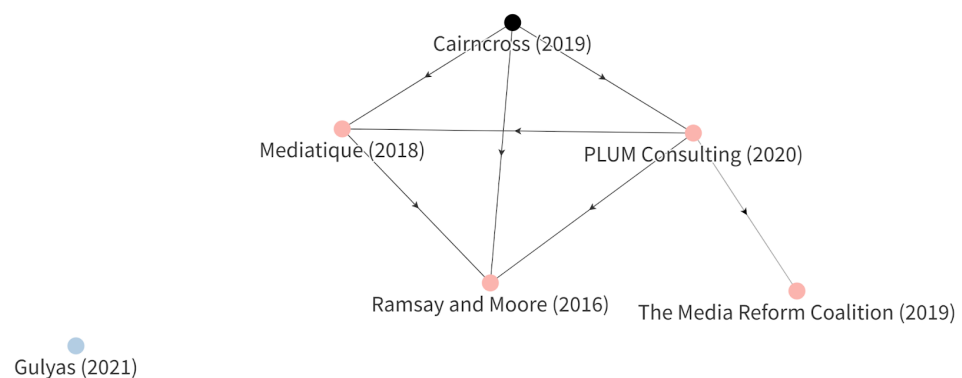 Cairncross (2019)
Mediatique (2018)
PLUM Consulting (2020)
Ramsay and Moore (2016)
The Media Reform Coalition (2019)
Gulyas (2021)